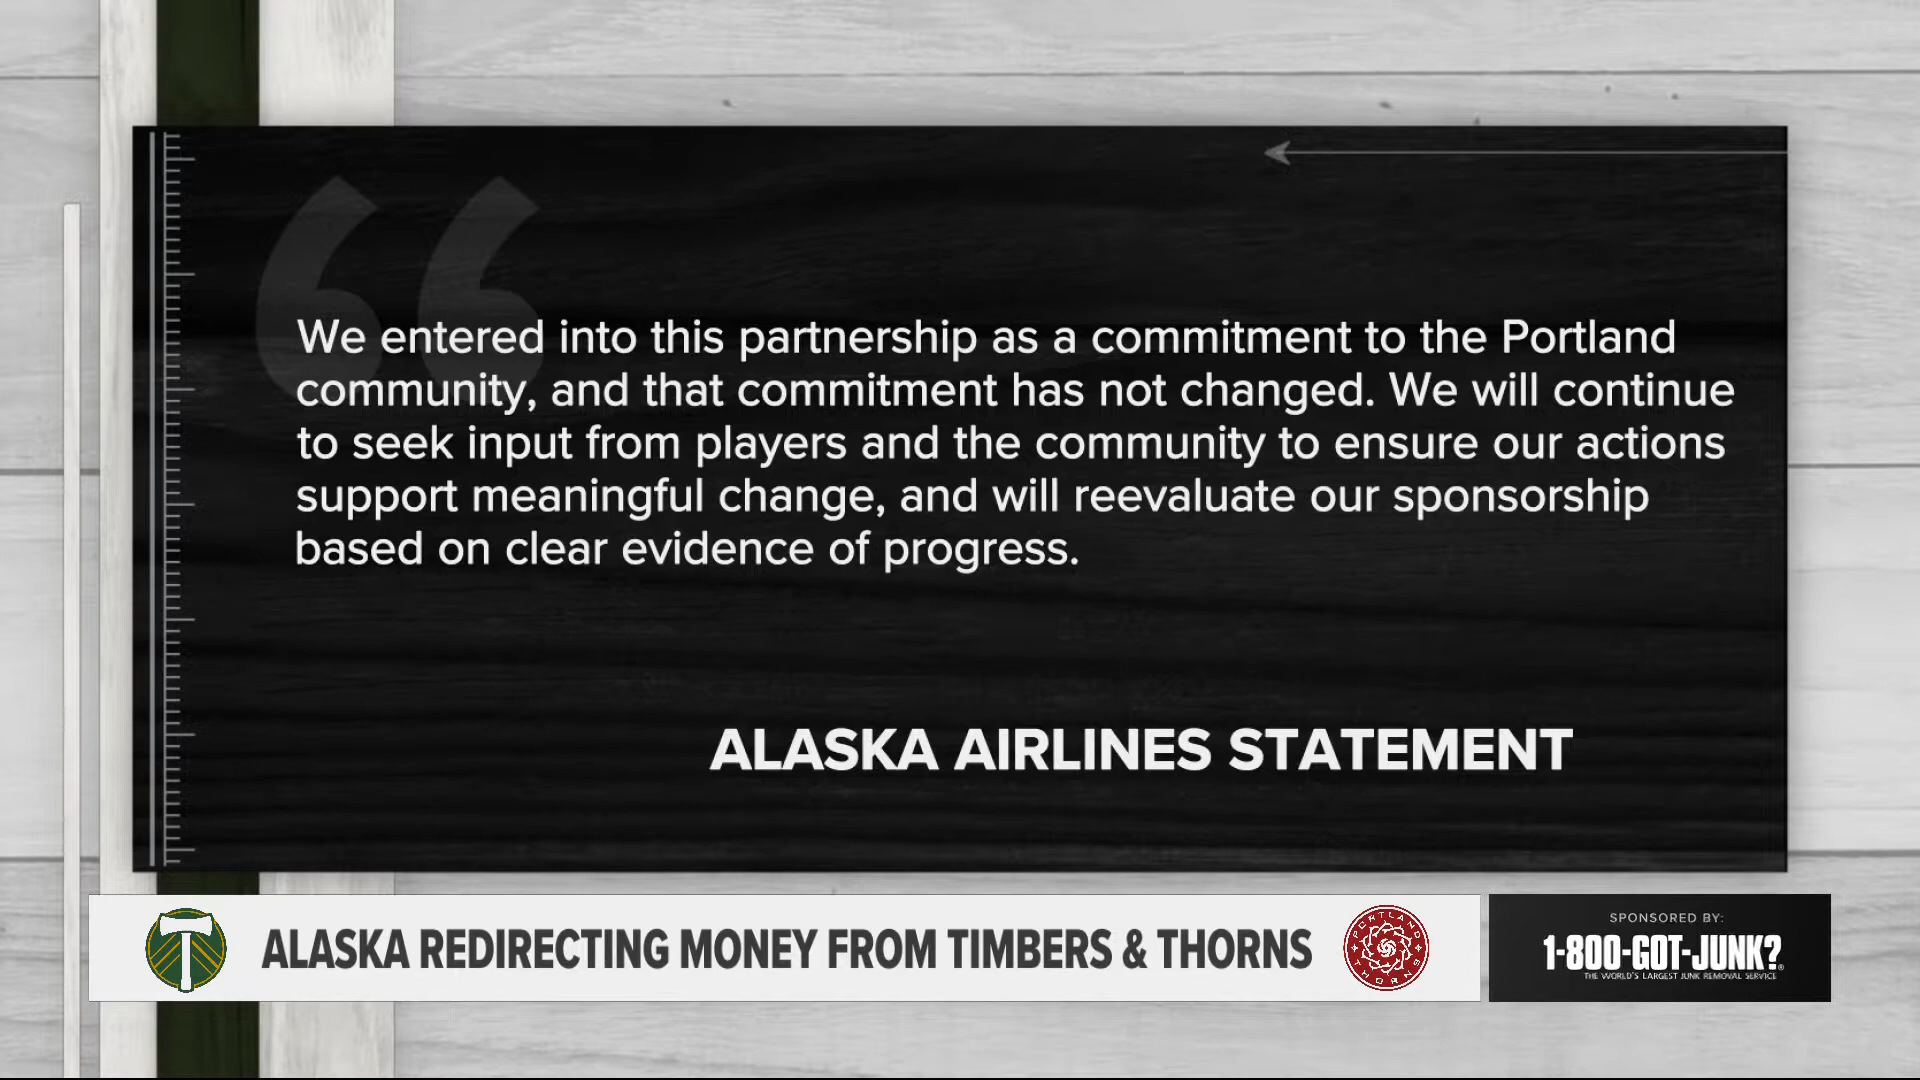 We entered into this partnership as a commitment to the Portland
community, and that commitment has not changed. We will continue
to seek input from players and the community to ensure our actions
support meaningful change, and will reevaluate our sponsorship
based on clear evidence of progress.
ALASKA AIRLINES STATEMENT
ALASKA REDIRECTING MONEY FROM TIMBERS & THORNS
PORTLAND
THORNS
SPONSORED BY:
1-800-GOT-JUNK?®
THE WORLD'S LARGEST JUNK REMOVAL SERVICE